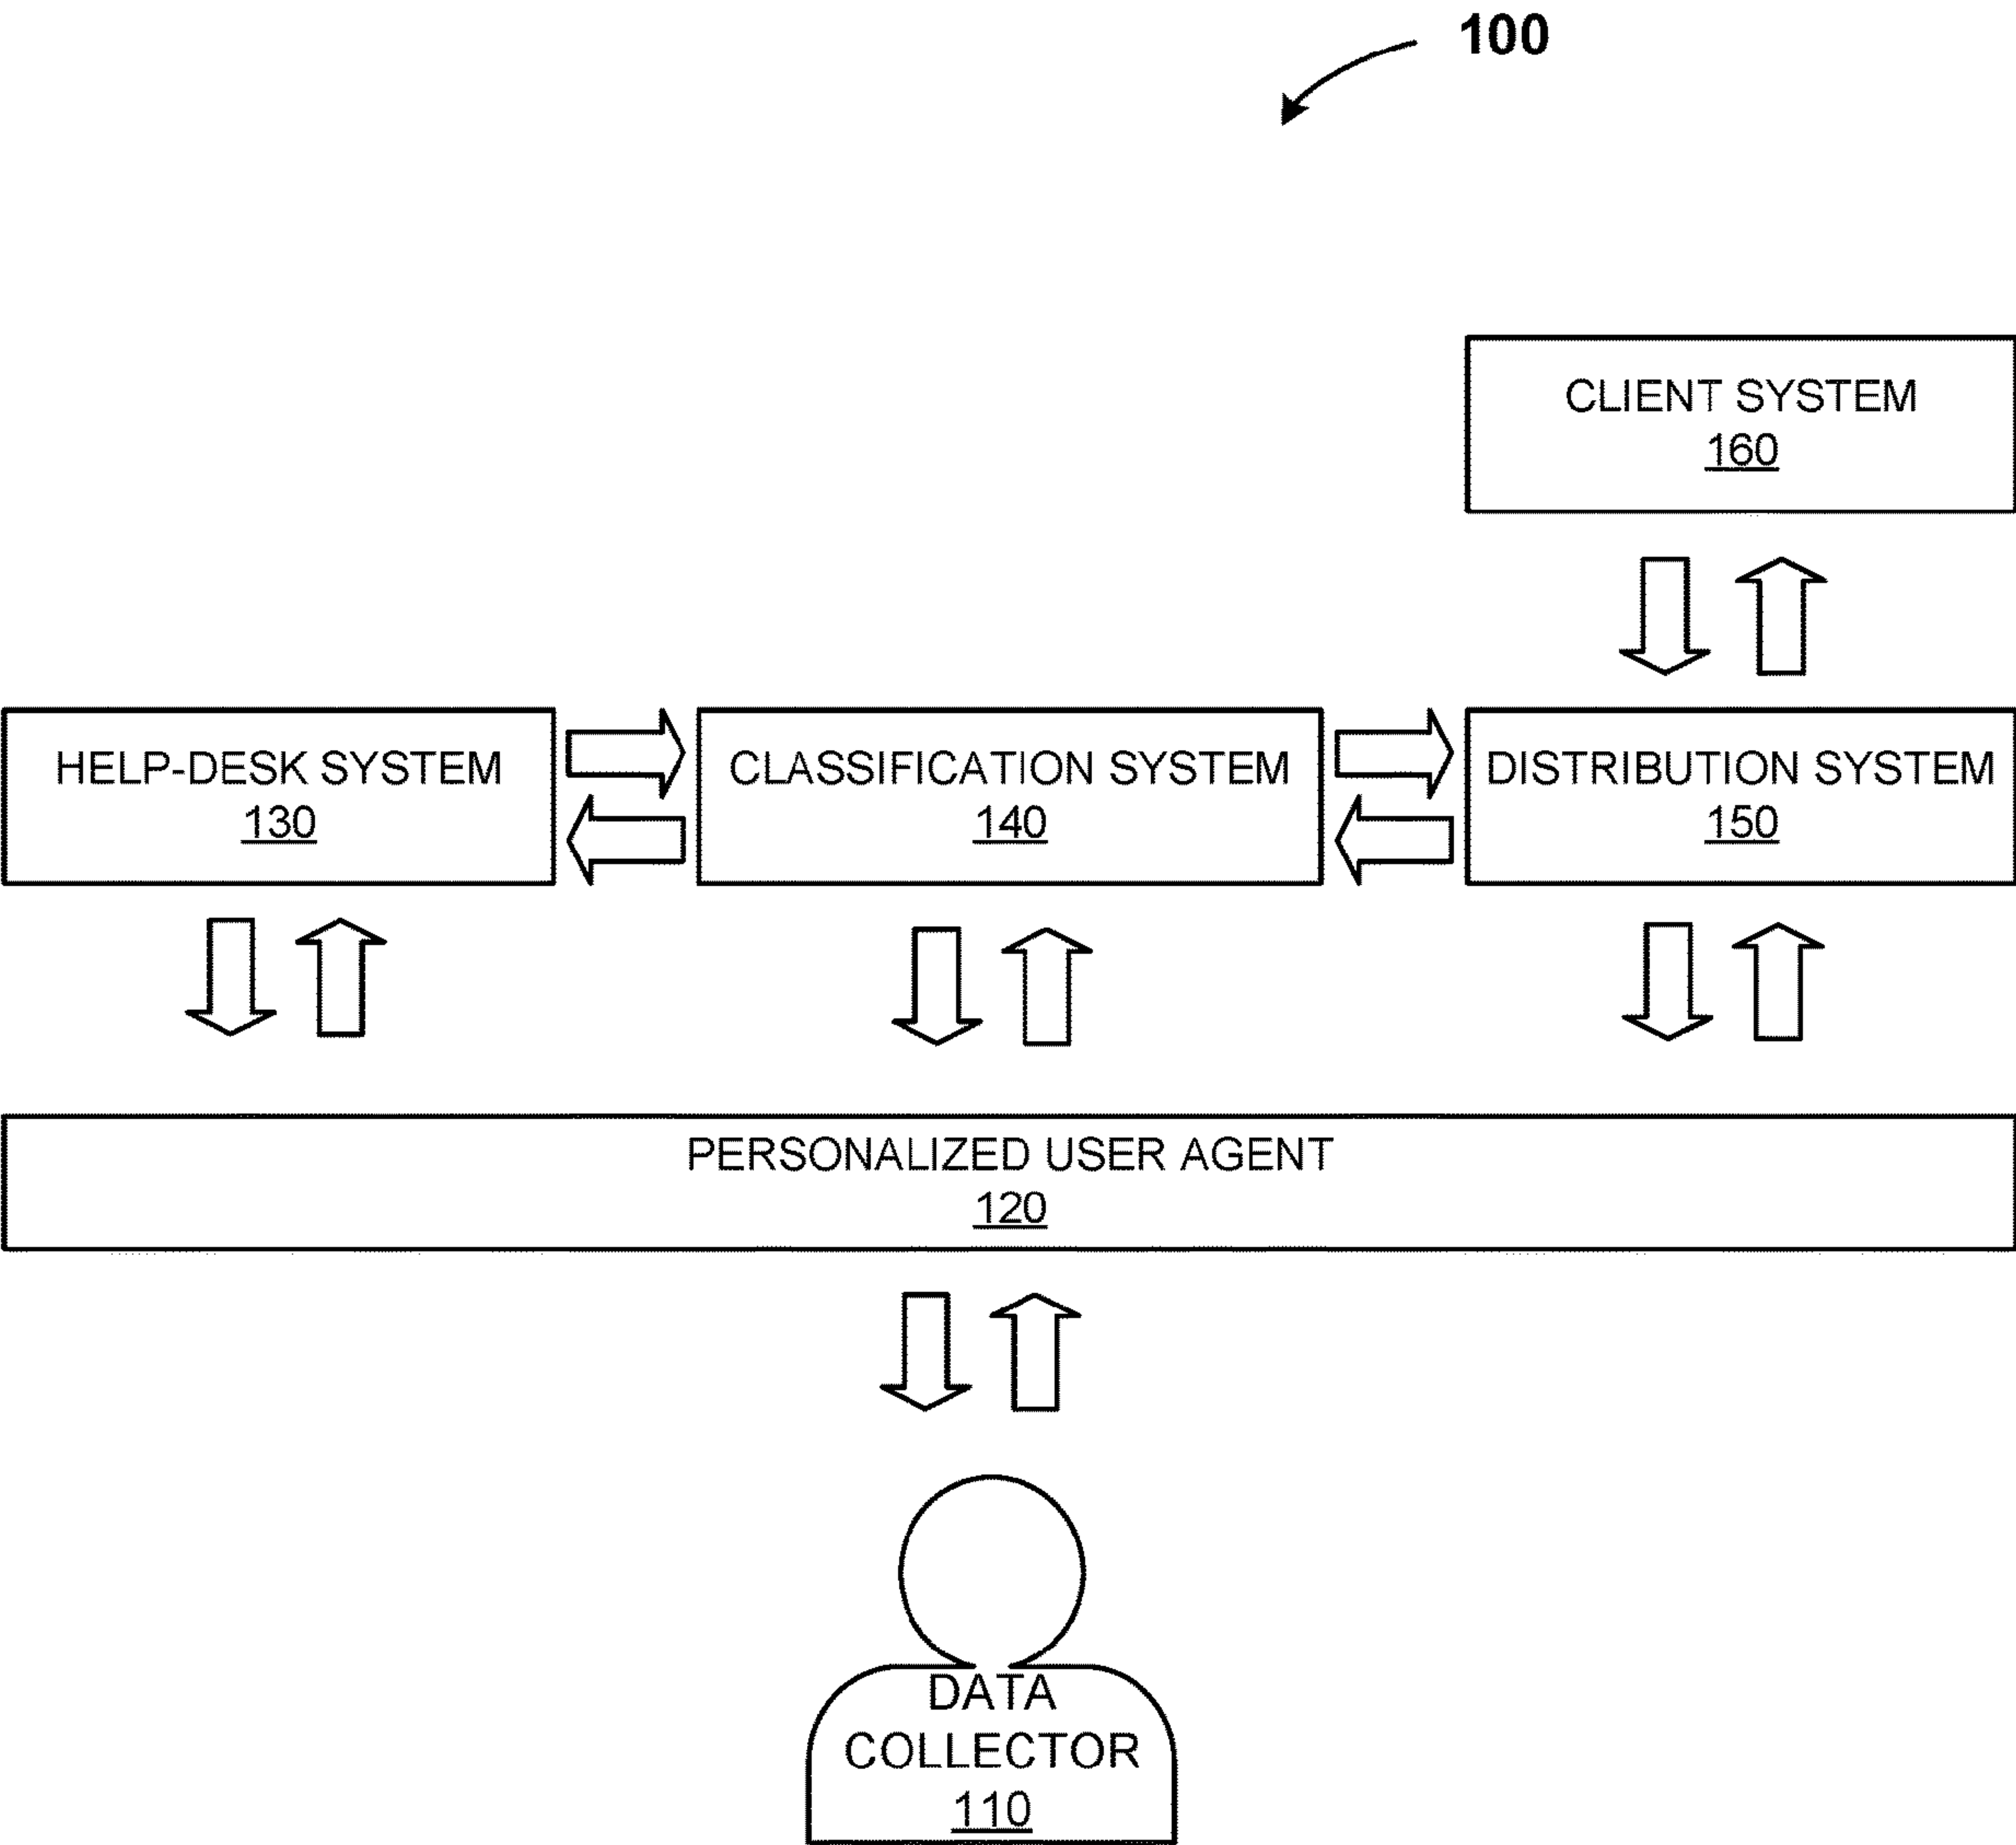 100
CLIENT SYSTEM
160
HELP-DESK SYSTEM
130
CLASSIFICATION SYSTEM
140
DISTRIBUTION SYSTEM
150
PERSONALIZED USER AGENT
120
DATA
COLLECTOR
110